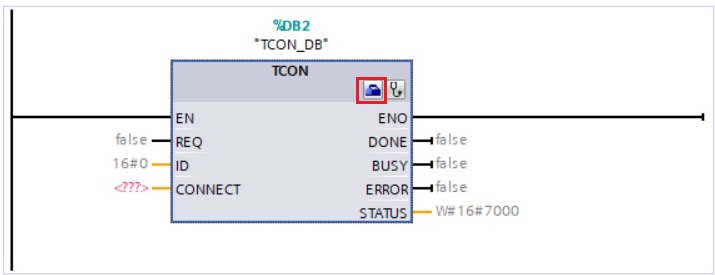 %DB2
"TCON_DB"
TCON
EN ENO
false REQ DONE false
16#0 ID BUSY false
<???> CONNECT ERROR false
STATUS W#16#7000